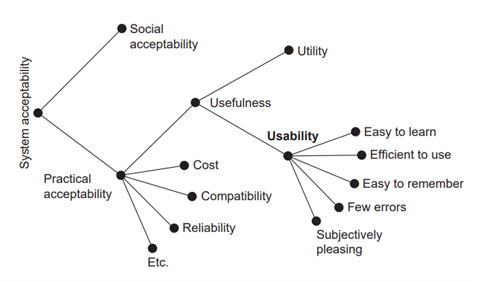 System acceptability
Social
acceptability
Practical
acceptability
Usefulness
Cost
Compatibility
Reliability
Etc.
Utility
Usability
Easy to learn
Efficient to use
Easy to remember
Few errors
Subjectively
pleasing